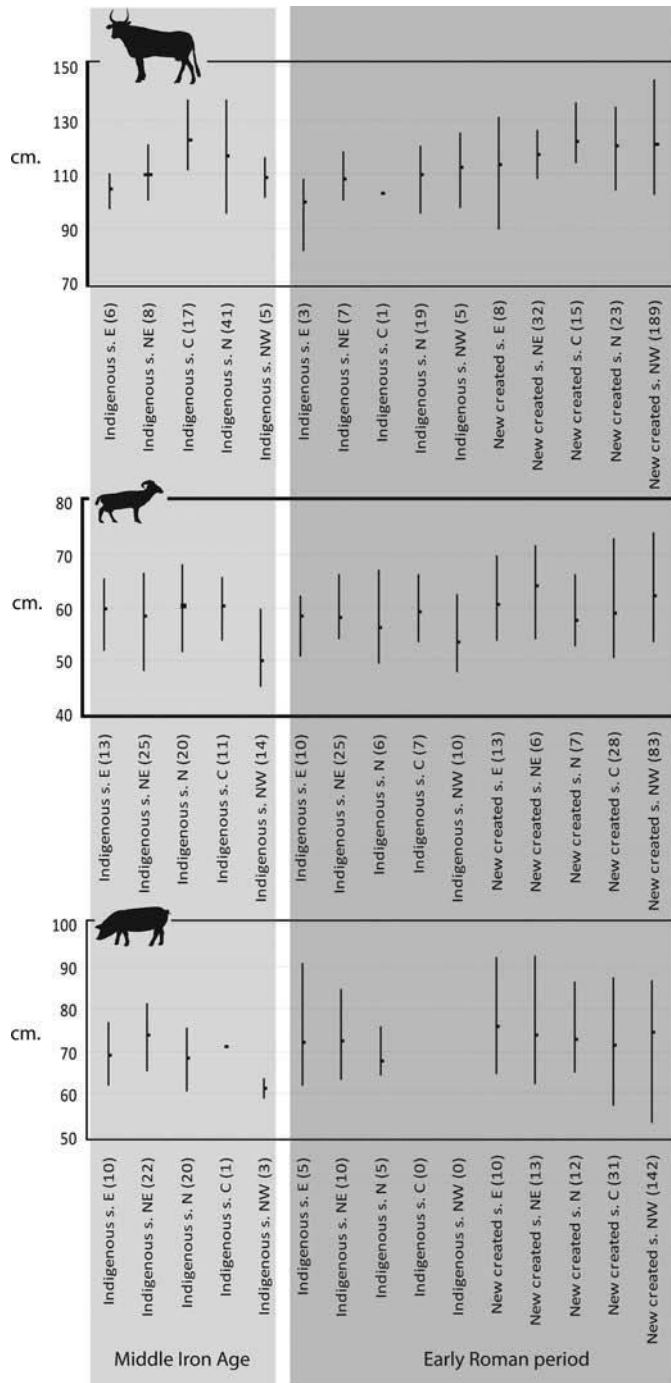 150
130
cm.
110
90
70
Indigenous s. E (6)
Indigenous s. NE (8)
Indigenous s. C (17)
Indigenous s. N (41)
Indigenous s. NW (5)
Indigenous s. E (3)
Indigenous s. NE (7)
Indigenous s. C (1)
Indigenous s. N (19)
Indigenous s. NW (5)
New created s. E (8)
New created s. NE (32)
New created s. C (15)
New created s. N (23)
New created s. NW (189)
80
70
cm.
60
50
40
Indigenous s. E (13)
Indigenous s. NE (25)
Indigenous s. N (20)
Indigenous s. C (11)
Indigenous s. NW (14)
Indigenous s. E (10)
Indigenous s. NE (25)
Indigenous s. N (6)
Indigenous s. C (7)
Indigenous s. NW (10)
New created s. E (13)
New created s. NE (6)
New created s. N (7)
New created s. C (28)
New created s. NW (83)
100
90
80
cm.
70
60
50
Indigenous s. E (10)
Indigenous s. NE (22)
Indigenous s. N (20)
Indigenous s. C (1)
Indigenous s. NW (3)
Indigenous s. E (5)
Indigenous s. NE (10)
Indigenous s. N (5)
Indigenous s. C (0)
Indigenous s. NW (0)
New created s. E (10)
New created s. NE (13)
New created s. N (12)
New created s. C (31)
New created s. NW (142)
Middle Iron Age
Early Roman period